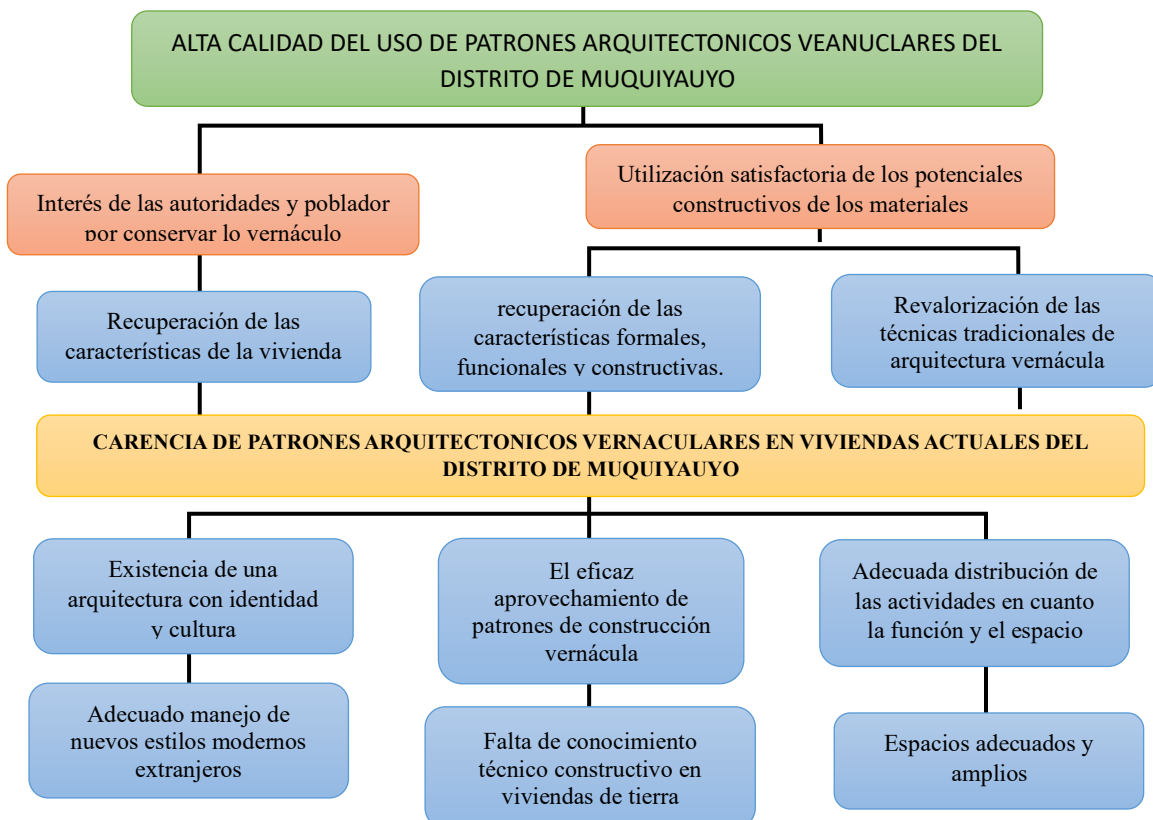 ALTA CALIDAD DEL USO DE PATRONES ARQUITECTONICOS VEANUCLARES DEL
DISTRITO DE MUQUIYAUYO
Interés de las autoridades y poblador
por conservar lo vernáculo
Utilización satisfactoria de los potenciales
constructivos de los materiales
Recuperación de las
características de la vivienda
recuperación de las
características formales,
funcionales y constructivas.
Revalorización de las
técnicas tradicionales de
arquitectura vernácula
CARENCIA DE PATRONES ARQUITECTONICOS VERNACULARES EN VIVIENDAS ACTUALES DEL
DISTRITO DE MUQUIYAUYO
Existencia de una
arquitectura con identidad
y cultura
El eficaz
aprovechamiento de
patrones de construcción
vernácula
Adecuada distribución de
las actividades en cuanto
la función y el espacio
Adecuado manejo de
nuevos estilos modernos
extranjeros
Falta de conocimiento
técnico constructivo en
viviendas de tierra
Espacios adecuados y
amplios